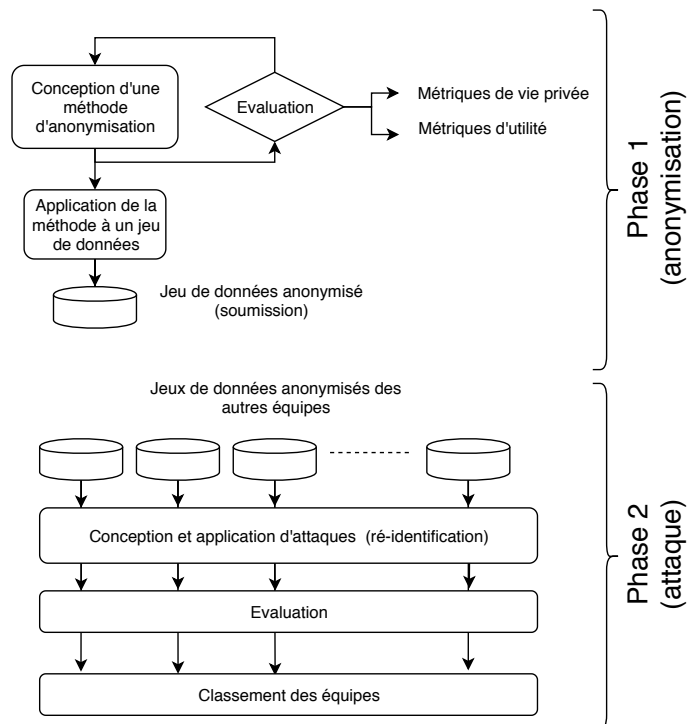 Conception d'une
méthode
d'anonymisation
Evaluation
Métriques de vie privée
Métriques d'utilité
Application de la
méthode à un jeu
de données
Jeu de données anonymisé
(soumission)
Phase 1
(anonymisation)
Jeux de données anonymisés des
autres équipes
Conception et application d'attaques (ré-identification)
Evaluation
Classement des équipes
Phase 2
(attaque)